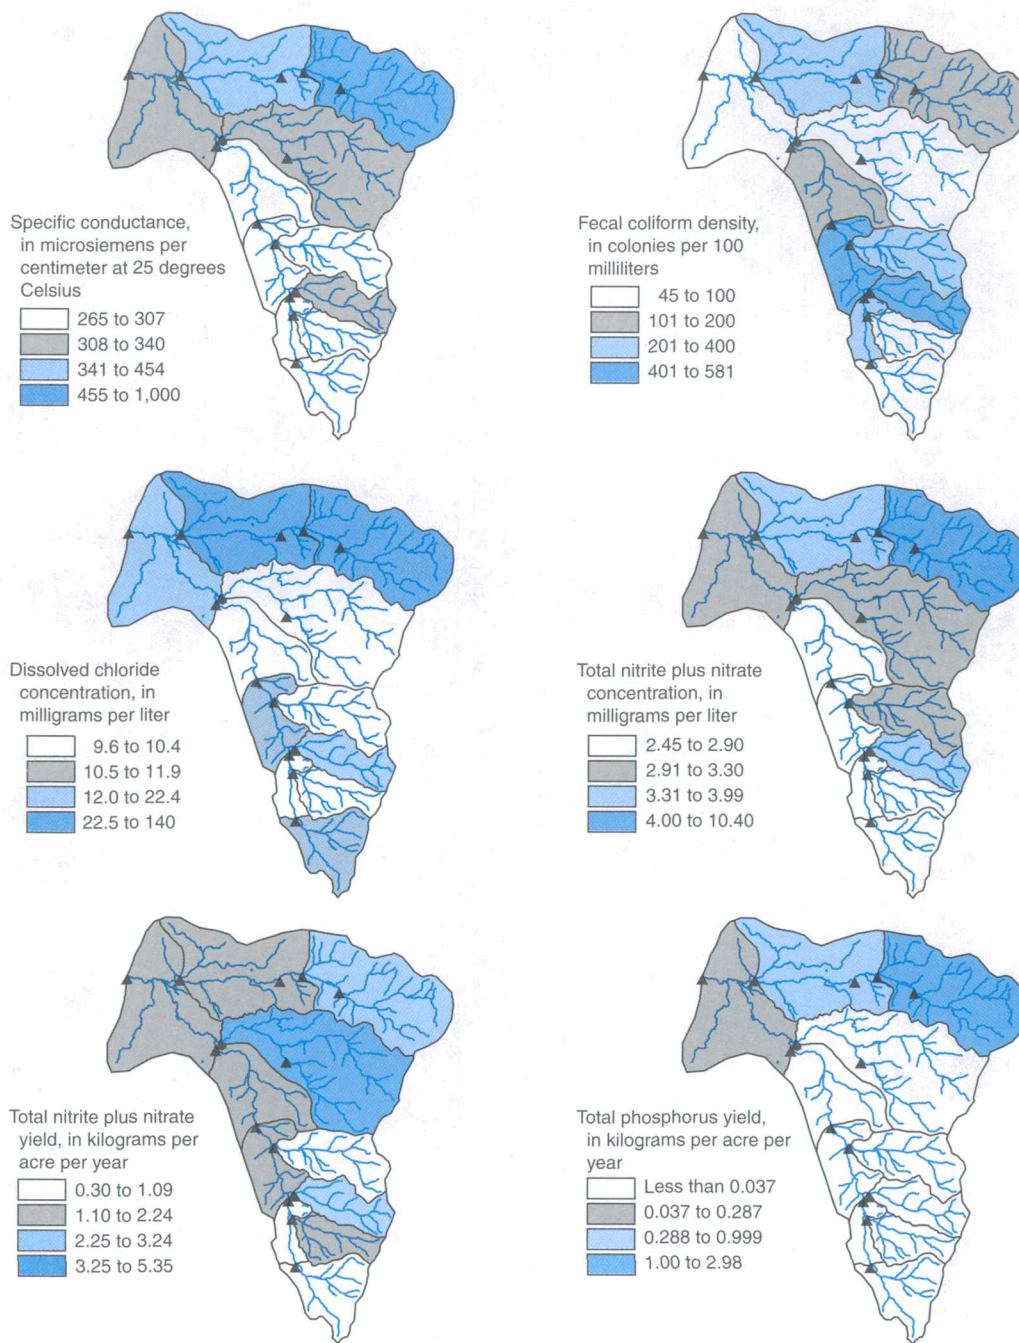 Specific conductance,
in microsiemens per
centimeter at 25 degrees
Celsius
265 to 307
308 to 340
341 to 454
455 to 1,000
Fecal coliform density,
in colonies per 100
milliliters
45 to 100
101 to 200
201 to 400
401 to 581
Dissolved chloride
concentration, in
milligrams per liter
9.6 to 10.4
10.5 to 11.9
12.0 to 22.4
22.5 to 140
Total nitrite plus nitrate
concentration, in
milligrams per liter
2.45 to 2.90
2.91 to 3.30
3.31 to 3.99
4.00 to 10.40
Total nitrite plus nitrate
yield, in kilograms per
acre per year
0.30 to 1.09
1.10 to 2.24
2.25 to 3.24
3.25 to 5.35
Total phosphorus yield,
in kilograms per acre per
year
Less than 0.037
0.037 to 0.287
0.288 to 0.999
1.00 to 2.98